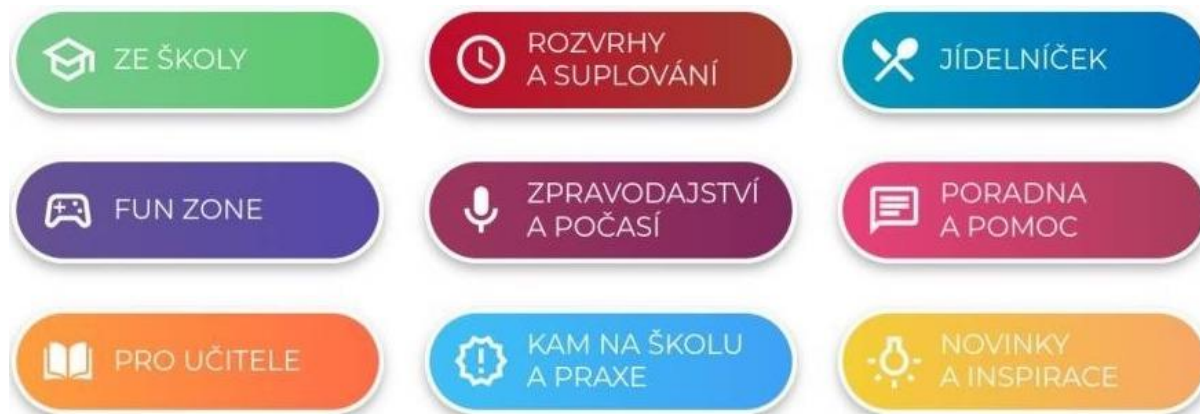 ZE ŠKOLY
ROZVRHY
A SUPLOVÁNÍ
JÍDELNÍČEK
FUN ZONE
ZPRAVODAJSTVÍ
A POČASÍ
PORADNA
A POMOC
PRO UČITELE
KAM NA ŠKOLU
A PRAXE
NOVINKY
A INSPIRACE